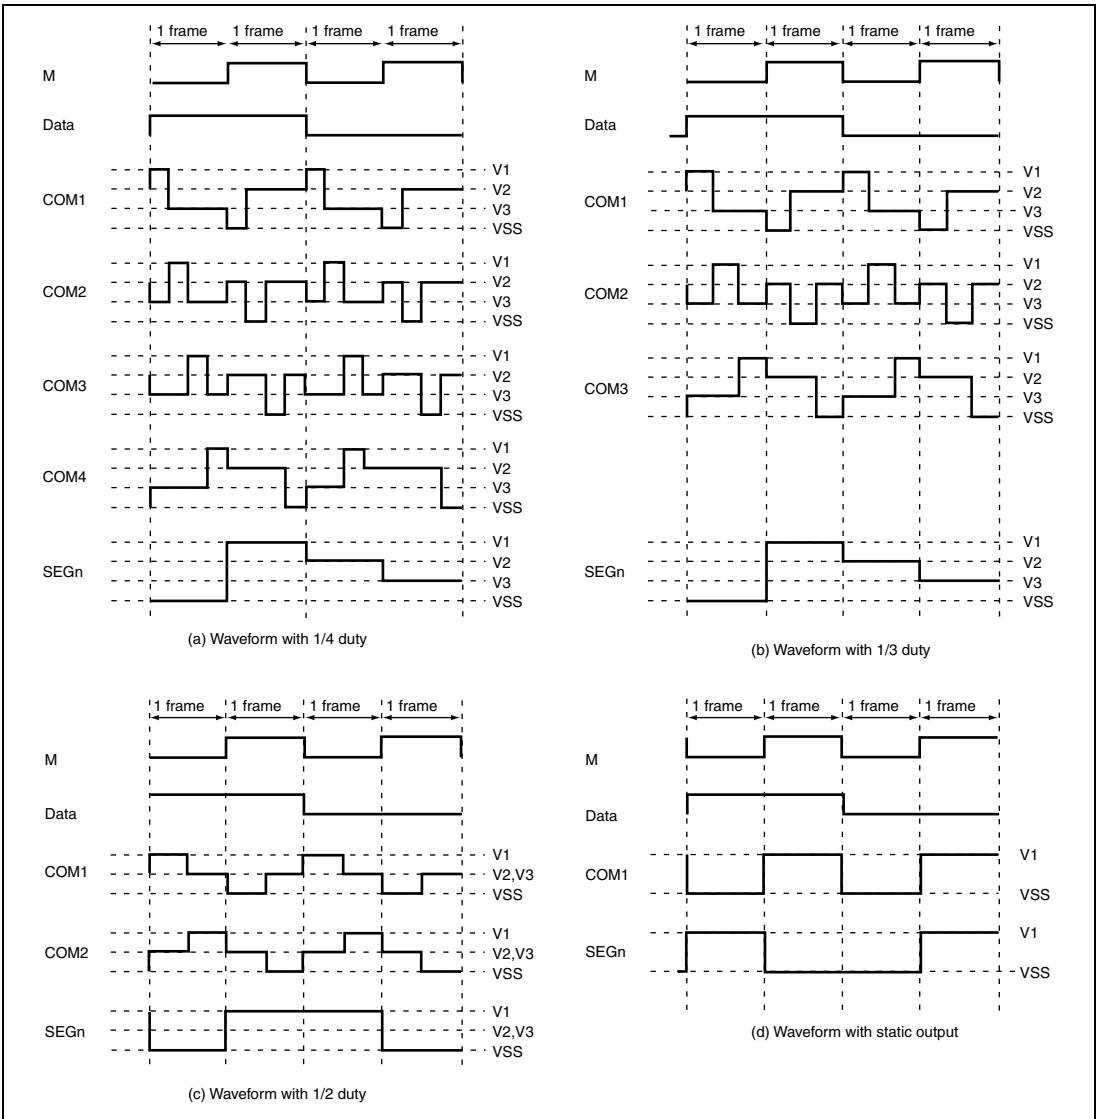 1 frame 1 frame 1 frame 1 frame
M
Data
COM1
V1
V2
V3
VSS
COM2
V1
V2
V3
VSS
COM3
V1
V2
V3
VSS
COM4
V1
V2
V3
VSS
SEGn
V1
V2
V3
VSS
(a) Waveform with 1/4 duty
1 frame 1 frame 1 frame 1 frame
M
Data
COM1
V1
V2
V3
VSS
COM2
V1
V2
V3
VSS
COM3
V1
V2
V3
VSS
SEGn
V1
V2
V3
VSS
(b) Waveform with 1/3 duty
1 frame 1 frame 1 frame 1 frame
M
Data
COM1
V1
V2,V3
VSS
COM2
V1
V2,V3
VSS
SEGn
V1
V2,V3
VSS
(c) Waveform with 1/2 duty
1 frame 1 frame 1 frame 1 frame
M
Data
COM1
V1
VSS
SEGn
V1
VSS
(d) Waveform with static output